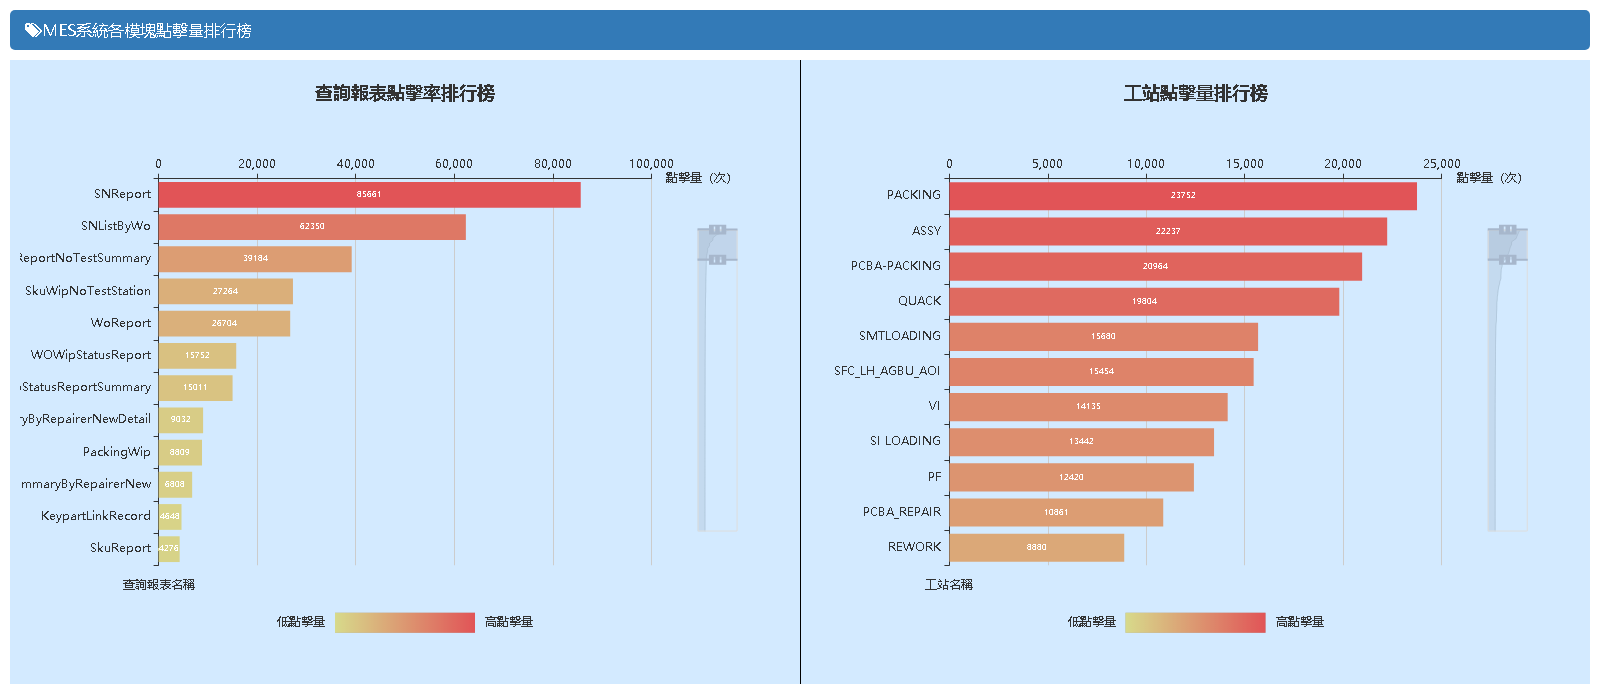 MES系統各模塊點擊量排行榜
查詢報表點擊率排行榜
0 20,000 40,000 60,000 80,000 100,000
點擊量（次）
SNReport 85661
SNListByWo 62350
ReportNoTestSummary 39184
SkuWipNoTestStation 27264
WoReport 26704
WOWipStatusReport 15752
StatusReportSummary 15011
yByRepairerNewDetail 9032
PackingWip 8809
mmaryByRepairerNew 6808
KeypartLinkRecord 4648
SkuReport 4276
查詢報表名稱
低點擊量 高點擊量
工站點擊量排行榜
0 5,000 10,000 15,000 20,000 25,000
點擊量（次）
PACKING 23752
ASSY 22237
PCBA-PACKING 20964
QUACK 19804
SMTLOADING 15680
SFC_LH_AGBU_AOI 15454
VI 14135
SI LOADING 13442
PF 12420
PCBA_REPAIR 10861
REWORK 8880
工站名稱
低點擊量 高點擊量